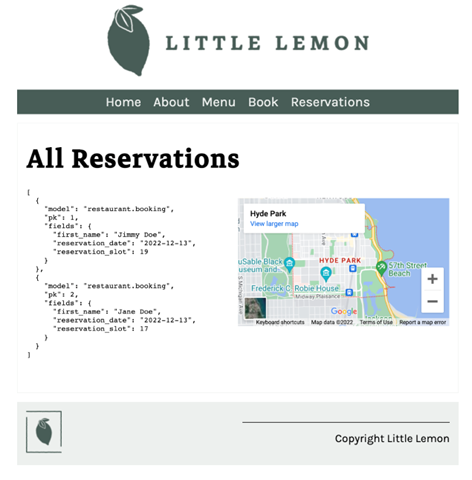 LITTLE LEMON
Home About Menu Book Reservations
All Reservations
[
{
"model": "restaurant.booking",
"pk": 1,
"fields": {
"first_name": "Jimmy Doe",
"reservation_date": "2022-12-13",
"reservation_slot": 19
}
},
{
"model": "restaurant.booking",
"pk": 2,
"fields": {
"first_name": "Jane Doe",
"reservation_date": "2022-12-13",
"reservation_slot": 17
}
}
]
Hyde Park
View larger map
uSable Black
useum and
HYDE PARK
57th Street
Beach
Frederick C. Robie House
Midway Plaisance
S Michigan Ave
Google
Keyboard shortcuts Map data ©2022 Terms of Use Report a map error
Copyright Little Lemon